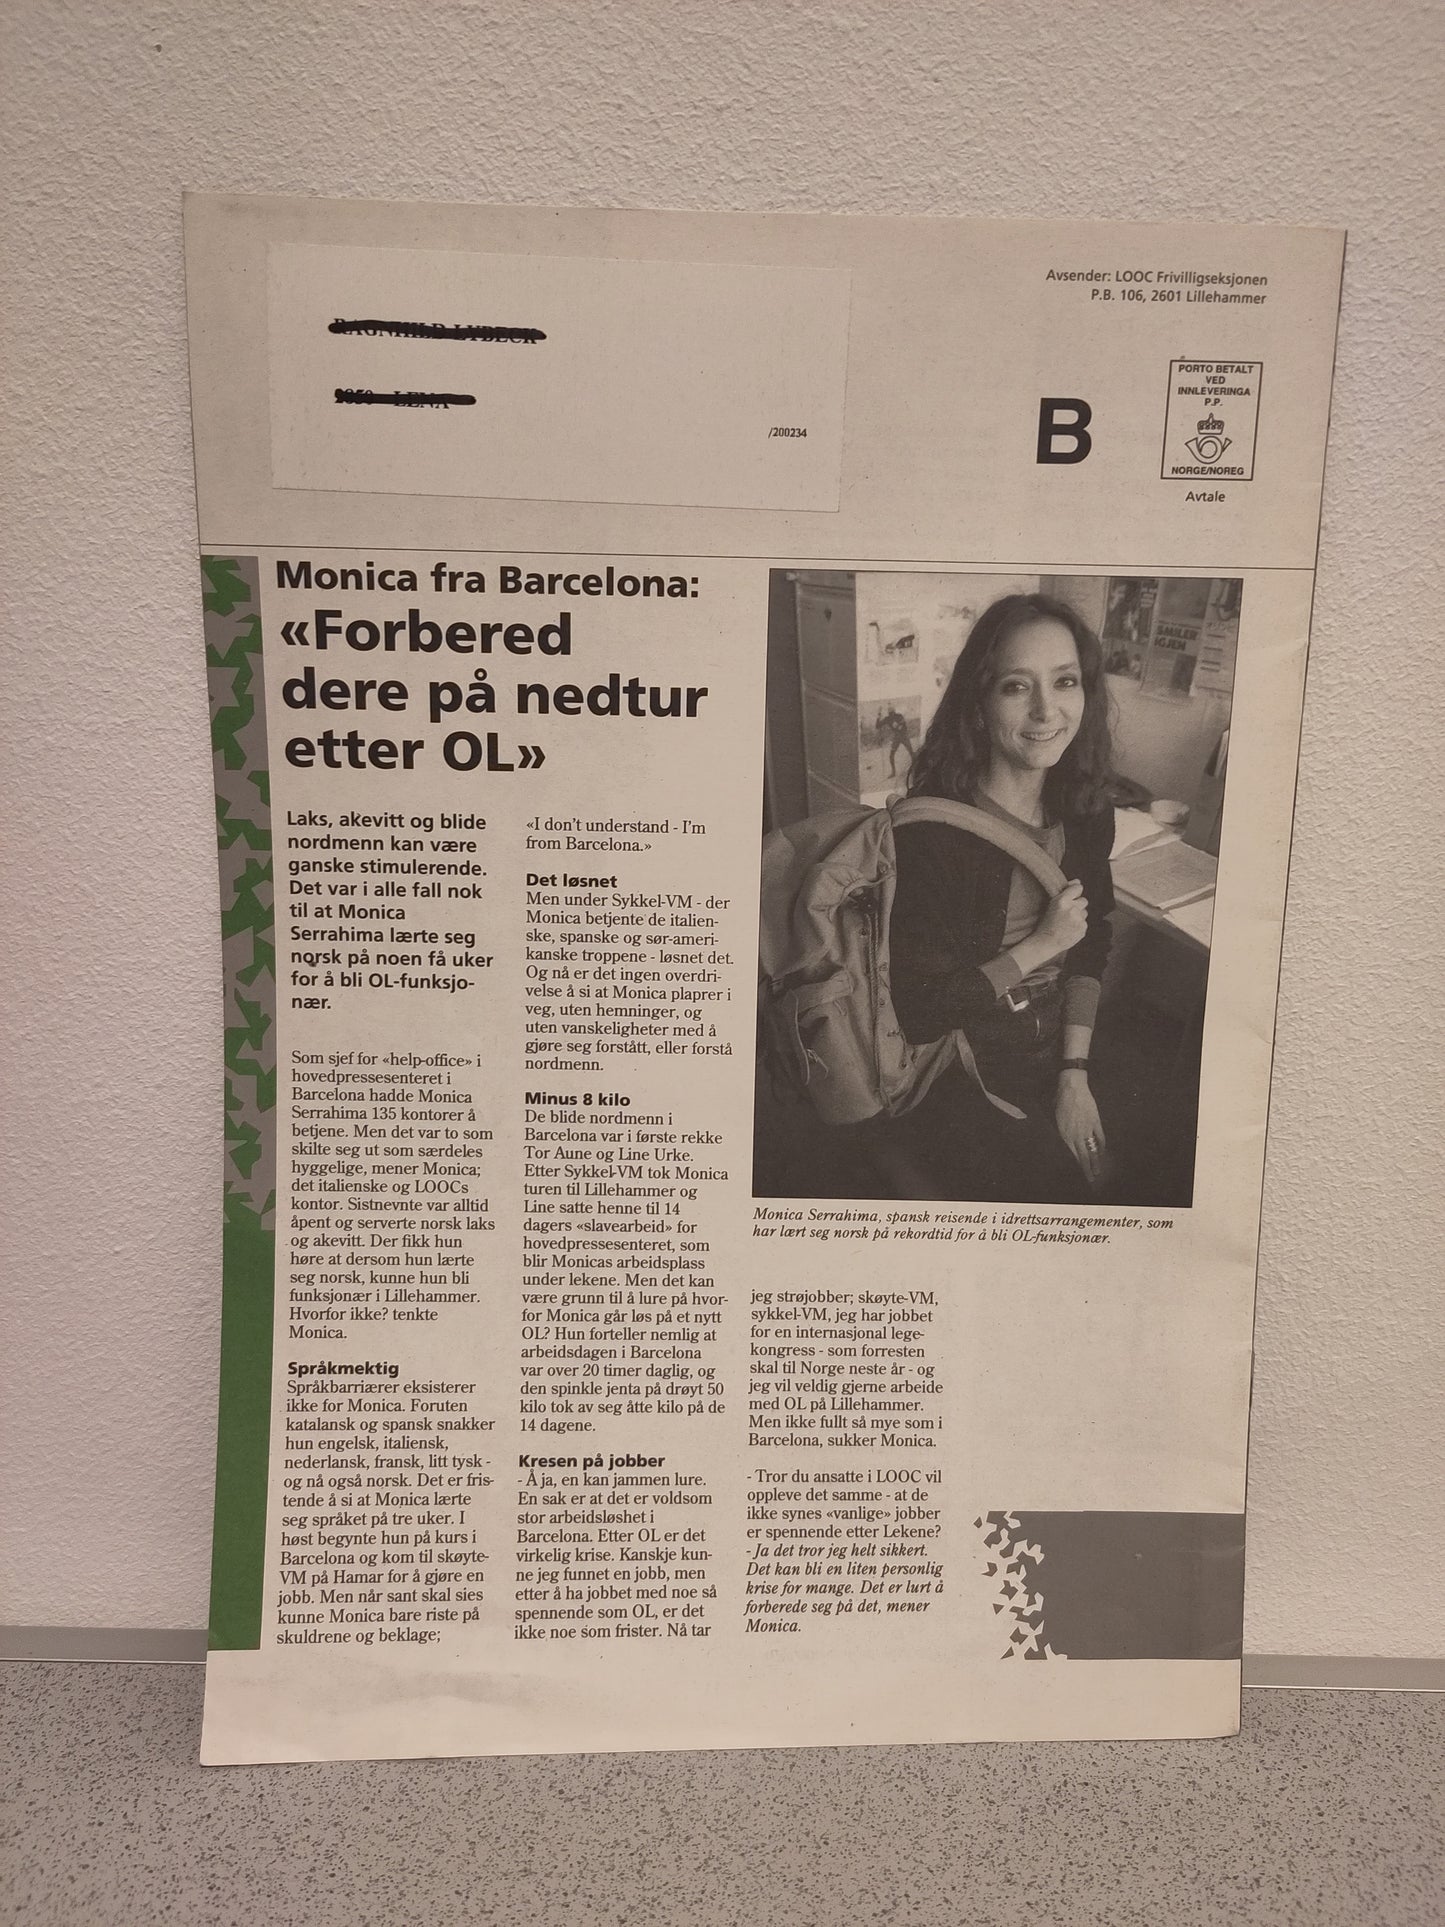 Avsender: LOOC Frivilligseksjonen
P.B. 106, 2601 Lillehammer
/200234
B
PORTO BETALT
VED
INNLEVERINGA
P.P.
NORGE/NOREG
Avtale
Monica fra Barcelona:
«Forbered
dere på nedtur
etter OL»
Laks, akevitt og blide
nordmenn kan være
ganske stimulerende.
Det var i alle fall nok
til at Monica
Serrahima lærte seg
norsk på noen få uker
for å bli OL-funksjo-
nær.
Som sjef for «help-office» i
hovedpressesenteret i
Barcelona hadde Monica
Serrahima 135 kontorer å
betjene. Men det var to som
skilte seg ut som særdeles
hyggelige, mener Monica;
det italienske og LOOCs
kontor. Sistnevnte var alltid
åpent og serverte norsk laks
og akevitt. Der fikk hun
høre at dersom hun lærte
seg norsk, kunne hun bli
funksjonær i Lillehammer.
Hvorfor ikke? tenkte
Monica.
Språkmektig
Språkbarriærer eksisterer
ikke for Monica. Foruten
katalansk og spansk snakker
hun engelsk, italiensk,
nederlansk, fransk, litt tysk -
og nå også norsk. Det er fris-
tende å si at Monica lærte
seg språket på tre uker. I
høst begynte hun på kurs i
Barcelona og kom til skøyte-
VM på Hamar for å gjøre en
jobb. Men når sant skal sies
kunne Monica bare riste på
skuldrene og beklage;
«I don't understand - I'm
from Barcelona.»
Det løsnet
Men under Sykkel-VM - der
Monica betjente de italien-
ske, spanske og sør-ameri-
kanske troppene - løsnet det.
Og nå er det ingen overdri-
velse å si at Monica plaprer i
veg, uten hemninger, og
uten vanskeligheter med å
gjøre seg forstått, eller forstå
nordmenn.
Minus 8 kilo
De blide nordmenn i
Barcelona var i første rekke
Tor Aune og Line Urke.
Etter Sykkel-VM tok Monica
turen til Lillehammer og
Line satte henne til 14
dagers «slavearbeid» for
hovedpressesenteret, som
blir Monicas arbeidsplass
under lekene. Men det kan
være grunn til å lure på hvor-
for Monica går løs på et nytt
OL? Hun forteller nemlig at
arbeidsdagen i Barcelona
var over 20 timer daglig, og
den spinkle jenta på drøyt 50
kilo tok av seg åtte kilo på de
14 dagene.
Kresen på jobber
- Å ja, en kan jammen lure.
En sak er at det er voldsom
stor arbeidsløshet i
Barcelona. Etter OL er det
virkelig krise. Kanskje kun-
ne jeg funnet en jobb, men
etter å ha jobbet med noe så
spennende som OL, er det
ikke noe som frister. Nå tar
SMILER
IGJEN
Monica Serrahima, spansk reisende i idrettsarrangementer, som
har lært seg norsk på rekordtid for å bli OL-funksjonær.
jeg strøjobber; skøyte-VM,
sykkel-VM, jeg har jobbet
for en internasjonal lege-
kongress - som forresten
skal til Norge neste år - og
jeg vil veldig gjerne arbeide
med OL på Lillehammer.
Men ikke fullt så mye som i
Barcelona, sukker Monica.
- Tror du ansatte i LOOC vil
oppleve det samme - at de
ikke synes «vanlige» jobber
er spennende etter Lekene?
- Ja det tror jeg helt sikkert.
Det kan bli en liten personlig
krise for mange. Det er lurt å
forberede seg på det, mener
Monica.